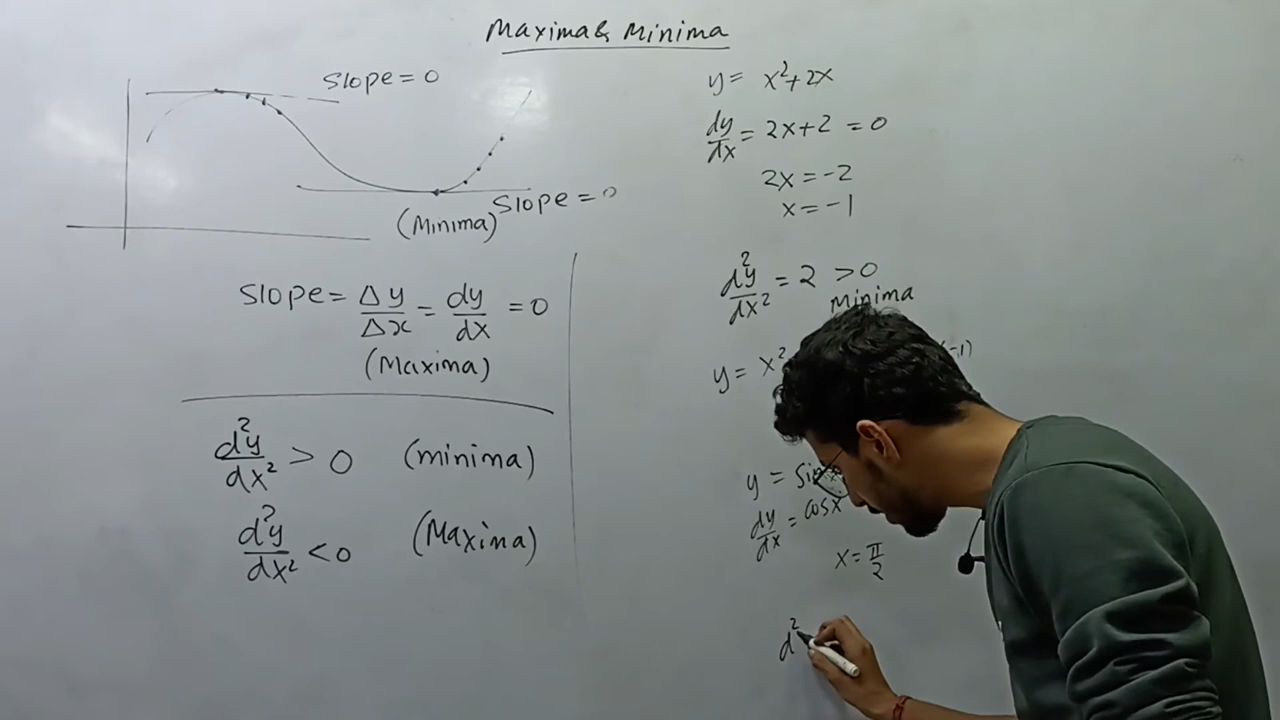 Maxima & Minima
Slope = 0
(Minima) Slope = 0
Slope = Δy/Δx = dy/dx = 0
(Maxima)
d²y/dx² > 0 (minima)
d²y/dx² < 0 (Maxima)
y = x²+2x
dy/dx = 2x+2 = 0
2x = -2
x = -1
d²y/dx² = 2 > 0
Minima
y = x² (-1)
y = sin
dy/dx = cosx
x = π/2
d²